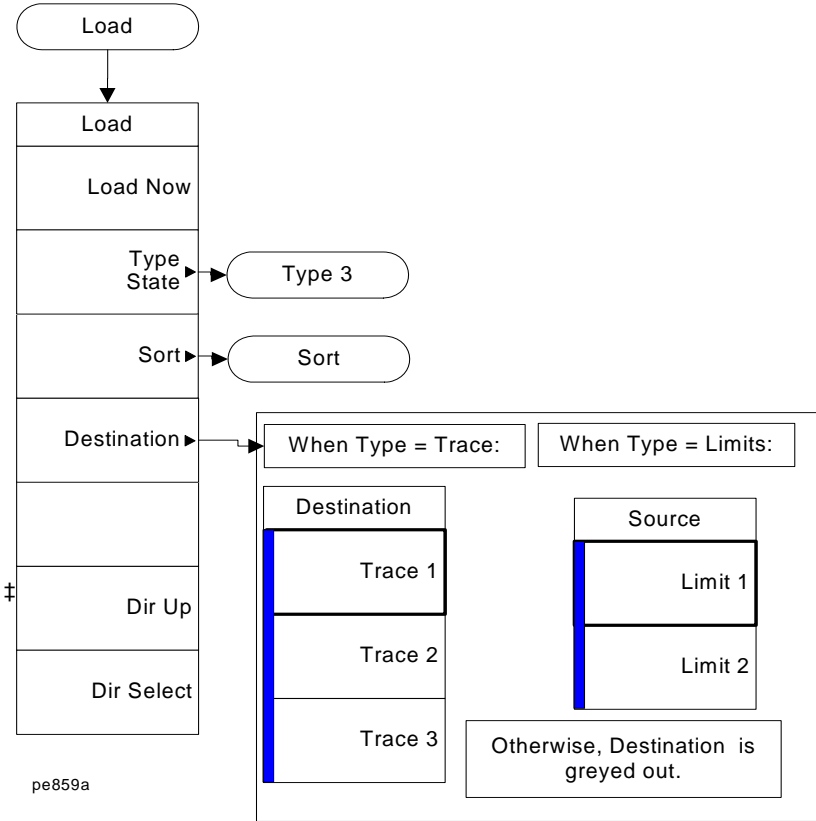 Load
Load
Load Now
Type
State
Type 3
Sort
Sort
Destination
When Type = Trace:
When Type = Limits:
Destination
Trace 1
Trace 2
Trace 3
Source
Limit 1
Limit 2
Otherwise, Destination is
greyed out.
‡
Dir Up
Dir Select
pe859a